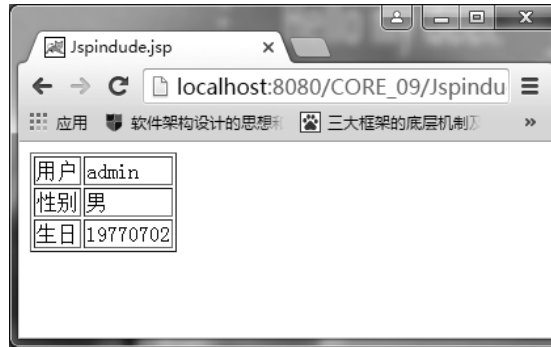 Jspindude.jsp
localhost:8080/CORE_09/Jspindu
应用 软件架构设计的思想 三大框架的底层机制及
用户 admin
性别 男
生日 19770702